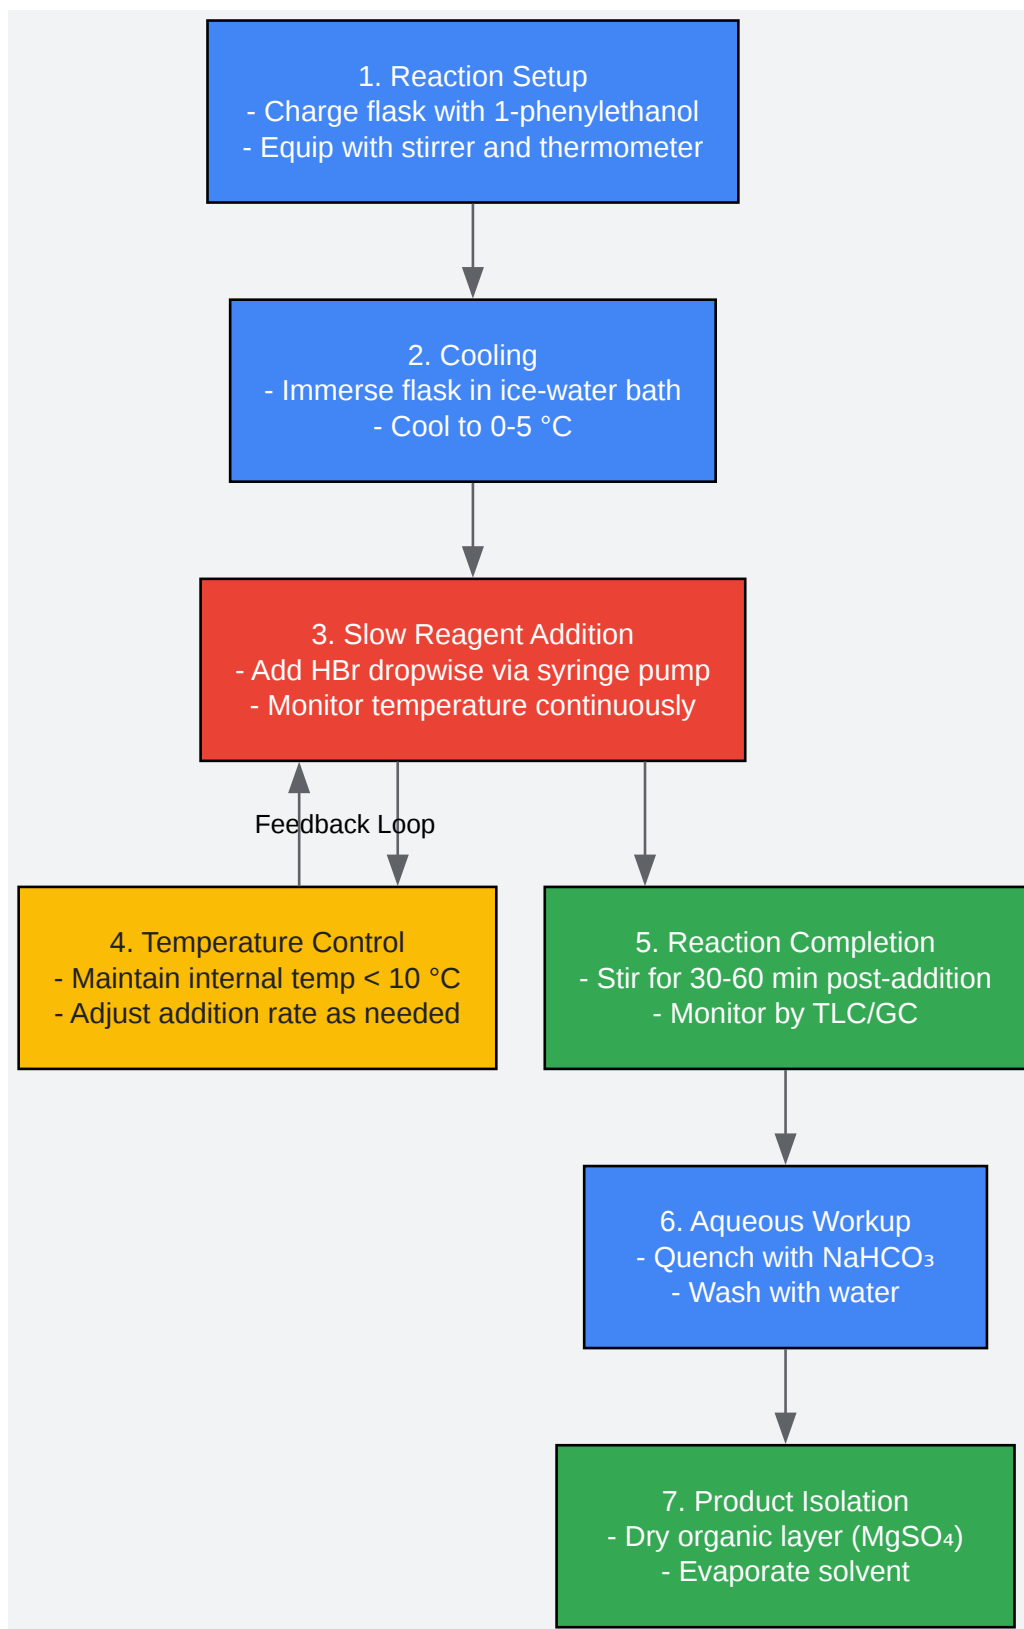 1. Reaction Setup
- Charge flask with 1-phenylethanol
- Equip with stirrer and thermometer
2. Cooling
- Immerse flask in ice-water bath
- Cool to 0-5 °C
3. Slow Reagent Addition
- Add HBr dropwise via syringe pump
- Monitor temperature continuously
Feedback Loop
4. Temperature Control
- Maintain internal temp < 10 °C
- Adjust addition rate as needed
5. Reaction Completion
- Stir for 30-60 min post-addition
- Monitor by TLC/GC
6. Aqueous Workup
- Quench with NaHCO₃
- Wash with water
7. Product Isolation
- Dry organic layer (MgSO₄)
- Evaporate solvent